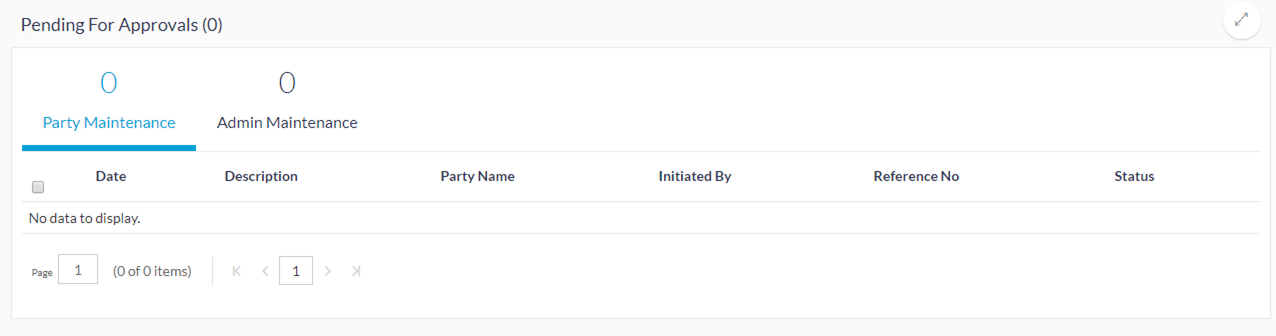 Pending For Approvals (0)
0 0
Party Maintenance Admin Maintenance
Date Description Party Name Initiated By Reference No Status
No data to display.
Page 1 (0 of 0 items) 1